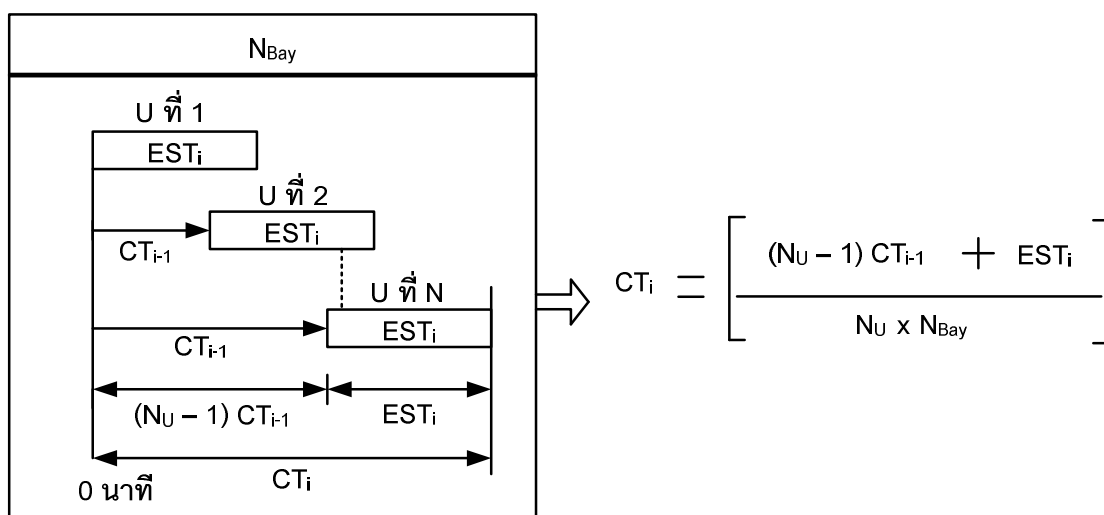 N_Bay
U ที่ 1
EST_i
U ที่ 2
EST_i
CT_i-1
U ที่ N
EST_i
CT_i-1
(N_U – 1) CT_i-1
EST_i
CT_i
0 นาที
CT_i = [ (N_U – 1) CT_i-1 + EST_i
N_U x N_Bay ]